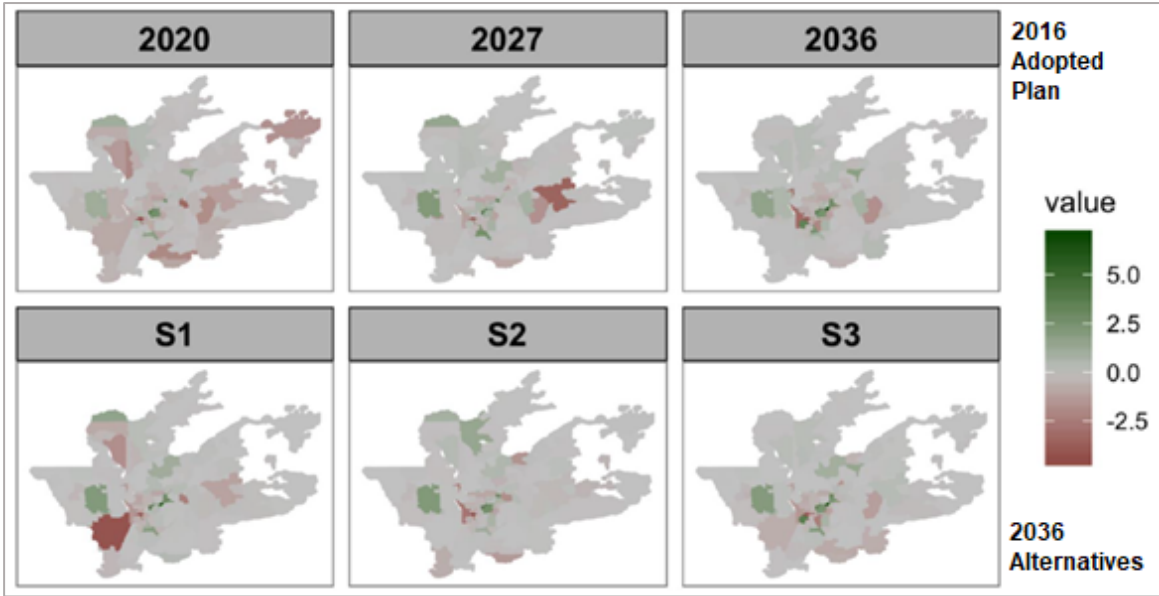 2020
2027
2036
2016
Adopted
Plan
S1
S2
S3
value
5.0
2.5
0.0
-2.5
2036
Alternatives